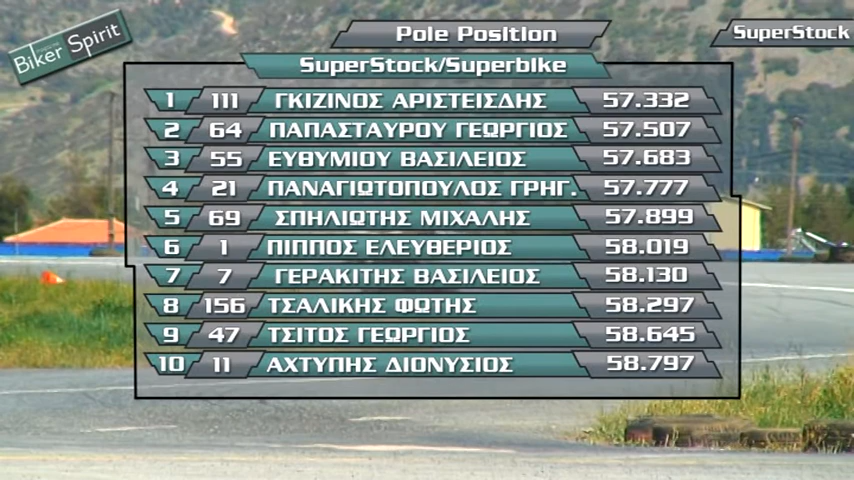 Biker Spirit
Pole Position
SuperStock
SuperStock/Superbike
1 111 ΓΚΙΖΙΝΟΣ ΑΡΙΣΤΕΙΣΔΗΣ 57.332
2 64 ΠΑΠΑΣΤΑΥΡΟΥ ΓΕΩΡΓΙΟΣ 57.507
3 55 ΕΥΘΥΜΙΟΥ ΒΑΣΙΛΕΙΟΣ 57.683
4 21 ΠΑΝΑΓΙΩΤΟΠΟΥΛΟΣ ΓΡΗΓ. 57.777
5 69 ΣΠΗΛΙΩΤΗΣ ΜΙΧΑΛΗΣ 57.899
6 1 ΠΙΠΠΟΣ ΕΛΕΥΘΕΡΙΟΣ 58.019
7 7 ΓΕΡΑΚΙΤΗΣ ΒΑΣΙΛΕΙΟΣ 58.130
8 156 ΤΣΑΛΙΚΗΣ ΦΩΤΗΣ 58.297
9 47 ΤΣΙΤΟΣ ΓΕΩΡΓΙΟΣ 58.645
10 11 ΑΧΤΥΠΗΣ ΔΙΟΝΥΣΙΟΣ 58.797